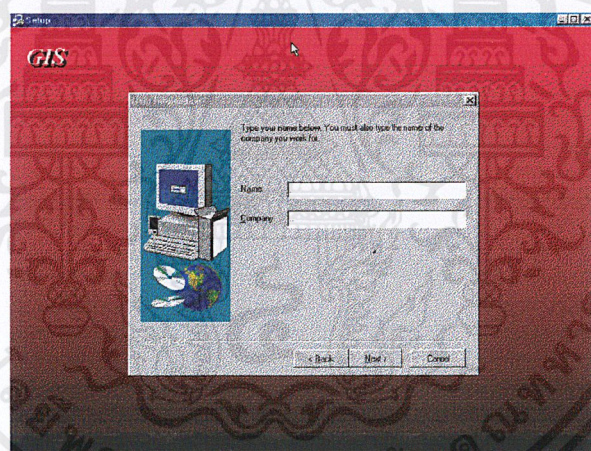 Setup
GIS
Type your name below. You must also type the name of the
company you work for.
Name
Company
< Back
Next >
Cancel